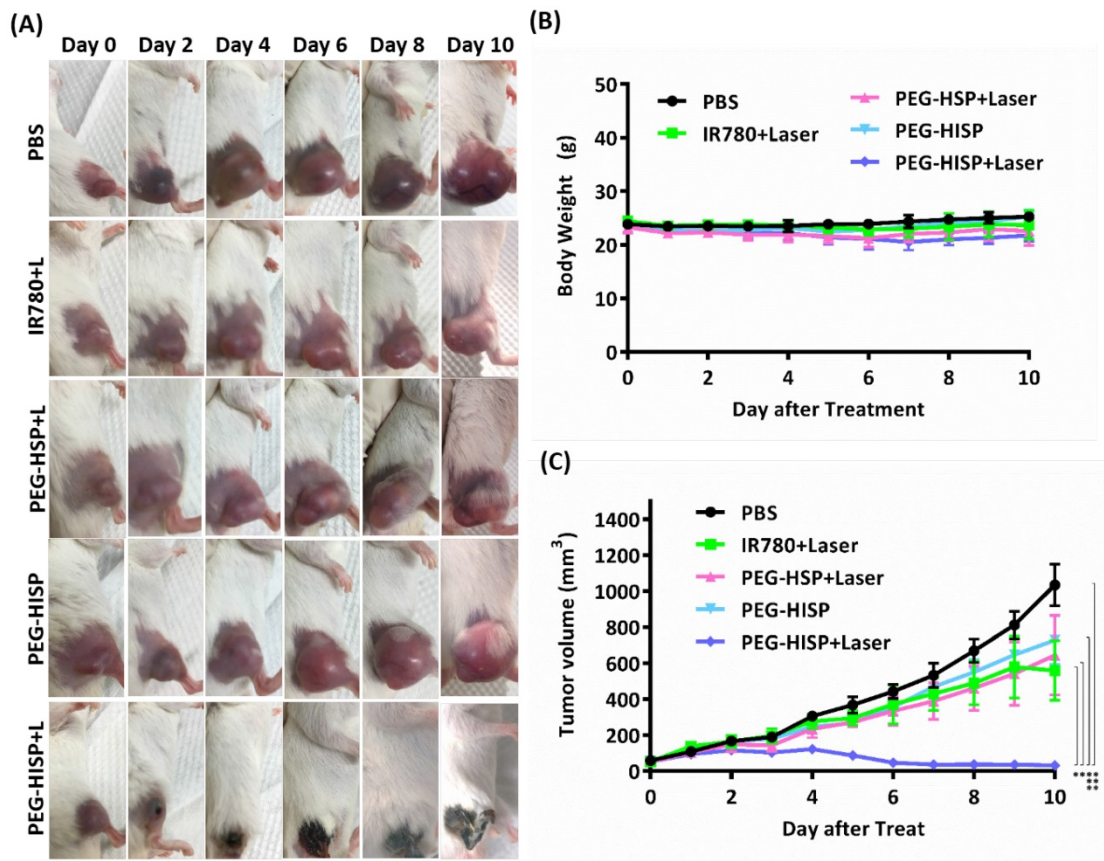 (A)
Day 0 Day 2 Day 4 Day 6 Day 8 Day 10
PBS
IR780+L
PEG-HSP+L
PEG-HISP
PEG-HISP+L
(B)
50
40
30
20
10
0
Body Weight (g)
PBS
IR780+Laser
PEG-HSP+Laser
PEG-HISP
PEG-HISP+Laser
0 2 4 6 8 10
Day after Treatment
(C)
1400
1200
1000
800
600
400
200
0
Tumor volume (mm³)
PBS
IR780+Laser
PEG-HSP+Laser
PEG-HISP
PEG-HISP+Laser
0 2 4 6 8 10
Day after Treat